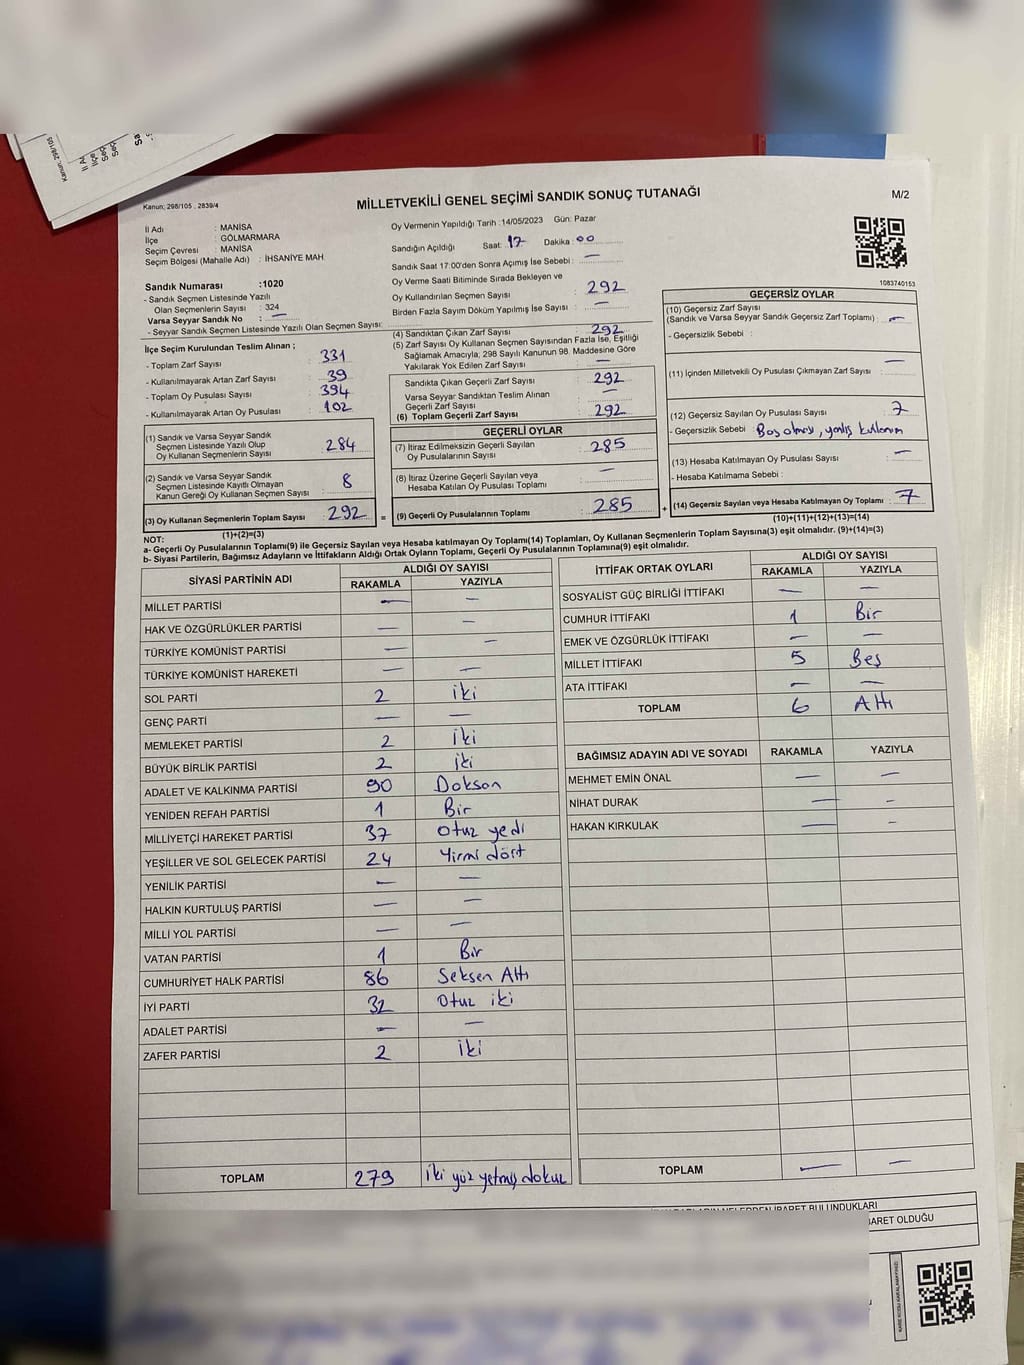 Kanun; 298/105 , 2839/4
MİLLETVEKİLİ GENEL SEÇİMİ SANDIK SONUÇ TUTANAĞI
M/2
İl Adı : MANİSA
İlçe : GÖLMARMARA
Seçim Çevresi : MANİSA
Seçim Bölgesi (Mahalle Adı) : İHSANİYE MAH.
Sandık Numarası :1020
- Sandık Seçmen Listesinde Yazılı
Olan Seçmenlerin Sayısı : 324
Varsa Seyyar Sandık No : —
- Seyyar Sandık Seçmen Listesinde Yazılı Olan Seçmen Sayısı:
Oy Vermenin Yapıldığı Tarih :14/05/2023 Gün: Pazar
Sandığın Açıldığı Saat: 17 Dakika: 00
Sandık Saat 17:00'den Sonra Açımış İse Sebebi : —
Oy Verme Saati Bitiminde Sırada Bekleyen ve
Oy Kullandırılan Seçmen Sayısı : 292
Birden Fazla Sayım Döküm Yapılmış İse Sayısı : —
(4) Sandıktan Çıkan Zarf Sayısı : 292
(5) Zarf Sayısı Oy Kullanan Seçmen Sayısından Fazla İse, Eşitliği
Sağlamak Amacıyla; 298 Sayılı Kanunun 98. Maddesine Göre
Yakılarak Yok Edilen Zarf Sayısı : —
Sandıkta Çıkan Geçerli Zarf Sayısı : 292
Varsa Seyyar Sandıktan Teslim Alınan
Geçerli Zarf Sayısı : —
(6) Toplam Geçerli Zarf Sayısı : 292
İlçe Seçim Kurulundan Teslim Alınan ;
- Toplam Zarf Sayısı : 331
- Kullanılmayarak Artan Zarf Sayısı : 39
- Toplam Oy Pusulası Sayısı : 394
- Kullanılmayarak Artan Oy Pusulası : 102
(1) Sandık ve Varsa Seyyar Sandık
Seçmen Listesinde Yazılı Olup
Oy Kullanan Seçmenlerin Sayısı : 284
(2) Sandık ve Varsa Seyyar Sandık
Seçmen Listesinde Kayıtlı Olmayan
Kanun Gereği Oy Kullanan Seçmen Sayısı : 8
(3) Oy Kullanan Seçmenlerin Toplam Sayısı : 292
(1)+(2)=(3)
GEÇERLİ OYLAR
(7) İtiraz Edilmeksizin Geçerli Sayılan
Oy Pusulalarının Sayısı : 285
(8) İtiraz Üzerine Geçerli Sayılan veya
Hesaba Katılan Oy Pusulası Toplamı : —
= (9) Geçerli Oy Pusulalarının Toplamı : 285
1083740153
GEÇERSİZ OYLAR
(10) Geçersiz Zarf Sayısı
(Sandık ve Varsa Seyyar Sandık Geçersiz Zarf Toplamı) : —
- Geçersizlik Sebebi :
(11) İçinden Milletvekili Oy Pusulası Çıkmayan Zarf Sayısı : —
(12) Geçersiz Sayılan Oy Pusulası Sayısı : 7
- Geçersizlik Sebebi : Boş olması, yanlış kullanım
(13) Hesaba Katılmayan Oy Pusulası Sayısı : —
- Hesaba Katılmama Sebebi :
+ (14) Geçersiz Sayılan veya Hesaba Katılmayan Oy Toplamı : 7
(10)+(11)+(12)+(13)=(14)
NOT:
a- Geçerli Oy Pusulalarının Toplamı(9) ile Geçersiz Sayılan veya Hesaba katılmayan Oy Toplamı(14) Toplamları, Oy Kullanan Seçmenlerin Toplam Sayısına(3) eşit olmalıdır. (9)+(14)=(3)
b- Siyasi Partilerin, Bağımsız Adayların ve İttifakların Aldığı Ortak Oyların Toplamı, Geçerli Oy Pusulalarının Toplamına(9) eşit olmalıdır.
SİYASİ PARTİNİN ADI ALDIĞI OY SAYISI
RAKAMLA YAZIYLA
MİLLET PARTİSİ — —
HAK VE ÖZGÜRLÜKLER PARTİSİ — —
TÜRKİYE KOMÜNİST PARTİSİ — —
TÜRKİYE KOMÜNİST HAREKETİ — —
SOL PARTİ 2 iki
GENÇ PARTİ — —
MEMLEKET PARTİSİ 2 iki
BÜYÜK BİRLİK PARTİSİ 2 iki
ADALET VE KALKINMA PARTİSİ 90 Doksan
YENİDEN REFAH PARTİSİ 1 Bir
MİLLİYETÇİ HAREKET PARTİSİ 37 Otuz yedi
YEŞİLLER VE SOL GELECEK PARTİSİ 24 Yirmi dört
YENİLİK PARTİSİ — —
HALKIN KURTULUŞ PARTİSİ — —
MİLLİ YOL PARTİSİ — —
VATAN PARTİSİ 1 Bir
CUMHURİYET HALK PARTİSİ 86 Seksen Altı
İYİ PARTİ 32 Otuz iki
ADALET PARTİSİ — —
ZAFER PARTİSİ 2 iki
TOPLAM 279 iki yüz yetmiş dokuz
İTTİFAK ORTAK OYLARI ALDIĞI OY SAYISI
RAKAMLA YAZIYLA
SOSYALİST GÜÇ BİRLİĞİ İTTİFAKI — —
CUMHUR İTTİFAKI 1 Bir
EMEK VE ÖZGÜRLÜK İTTİFAKI — —
MİLLET İTTİFAKI 5 Beş
ATA İTTİFAKI — —
TOPLAM 6 Altı
BAĞIMSIZ ADAYIN ADI VE SOYADI RAKAMLA YAZIYLA
MEHMET EMİN ÖNAL — —
NİHAT DURAK — —
HAKAN KIRKULAK — —
TOPLAM — —
İBARET BULUNDUKLARI
OLDUĞU